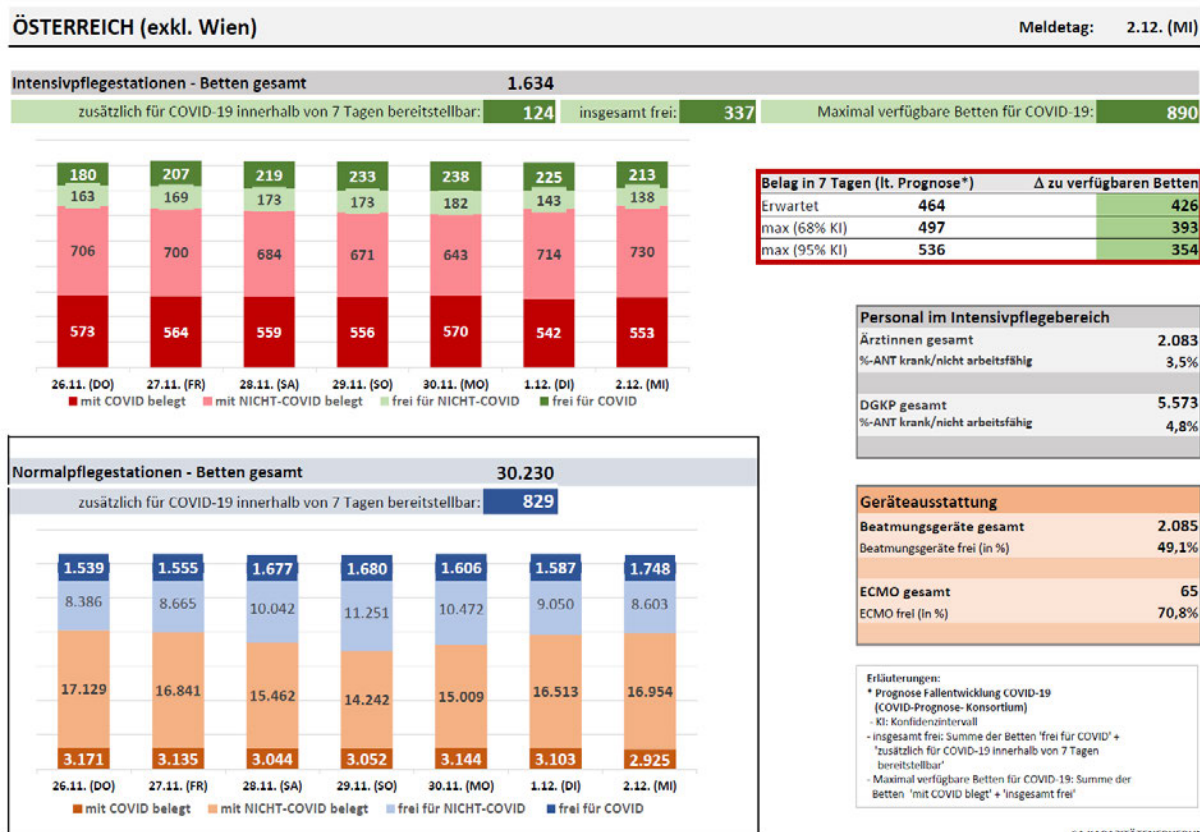 ÖSTERREICH (exkl. Wien) Meldetag: 2.12. (MI)
Intensivpflegestationen - Betten gesamt 1.634
zusätzlich für COVID-19 innerhalb von 7 Tagen bereitstellbar: 124 insgesamt frei: 337 Maximal verfügbare Betten für COVID-19: 890
180 207 219 233 238 225 213
163 169 173 173 182 143 138
706 700 684 671 643 714 730
573 564 559 556 570 542 553
26.11. (DO) 27.11. (FR) 28.11. (SA) 29.11. (SO) 30.11. (MO) 1.12. (DI) 2.12. (MI)
mit COVID belegt mit NICHT-COVID belegt frei für NICHT-COVID frei für COVID
Belag in 7 Tagen (lt. Prognose*) Δ zu verfügbaren Betten
Erwartet 464 426
max (68% KI) 497 393
max (95% KI) 536 354
Personal im Intensivpflegebereich
Ärztinnen gesamt 2.083
%-ANT krank/nicht arbeitsfähig 3,5%
DGKP gesamt 5.573
%-ANT krank/nicht arbeitsfähig 4,8%
Normalpflegestationen - Betten gesamt 30.230
zusätzlich für COVID-19 innerhalb von 7 Tagen bereitstellbar: 829
1.539 1.555 1.677 1.680 1.606 1.587 1.748
8.386 8.665 10.042 11.251 10.472 9.050 8.603
17.129 16.841 15.462 14.242 15.009 16.513 16.954
3.171 3.135 3.044 3.052 3.144 3.103 2.925
26.11. (DO) 27.11. (FR) 28.11. (SA) 29.11. (SO) 30.11. (MO) 1.12. (DI) 2.12. (MI)
mit COVID belegt mit NICHT-COVID belegt frei für NICHT-COVID frei für COVID
Geräteausstattung
Beatmungsgeräte gesamt 2.085
Beatmungsgeräte frei (in %) 49,1%
ECMO gesamt 65
ECMO frei (in %) 70,8%
Erläuterungen:
* Prognose Fallentwicklung COVID-19
(COVID-Prognose- Konsortium)
- KI: Konfidenzintervall
- insgesamt frei: Summe der Betten 'frei für COVID' +
'zusätzlich für COVID-19 innerhalb von 7 Tagen
bereitstellbar'
- Maximal verfügbare Betten für COVID-19: Summe der
Betten 'mit COVID blegt' + 'insgesamt frei'